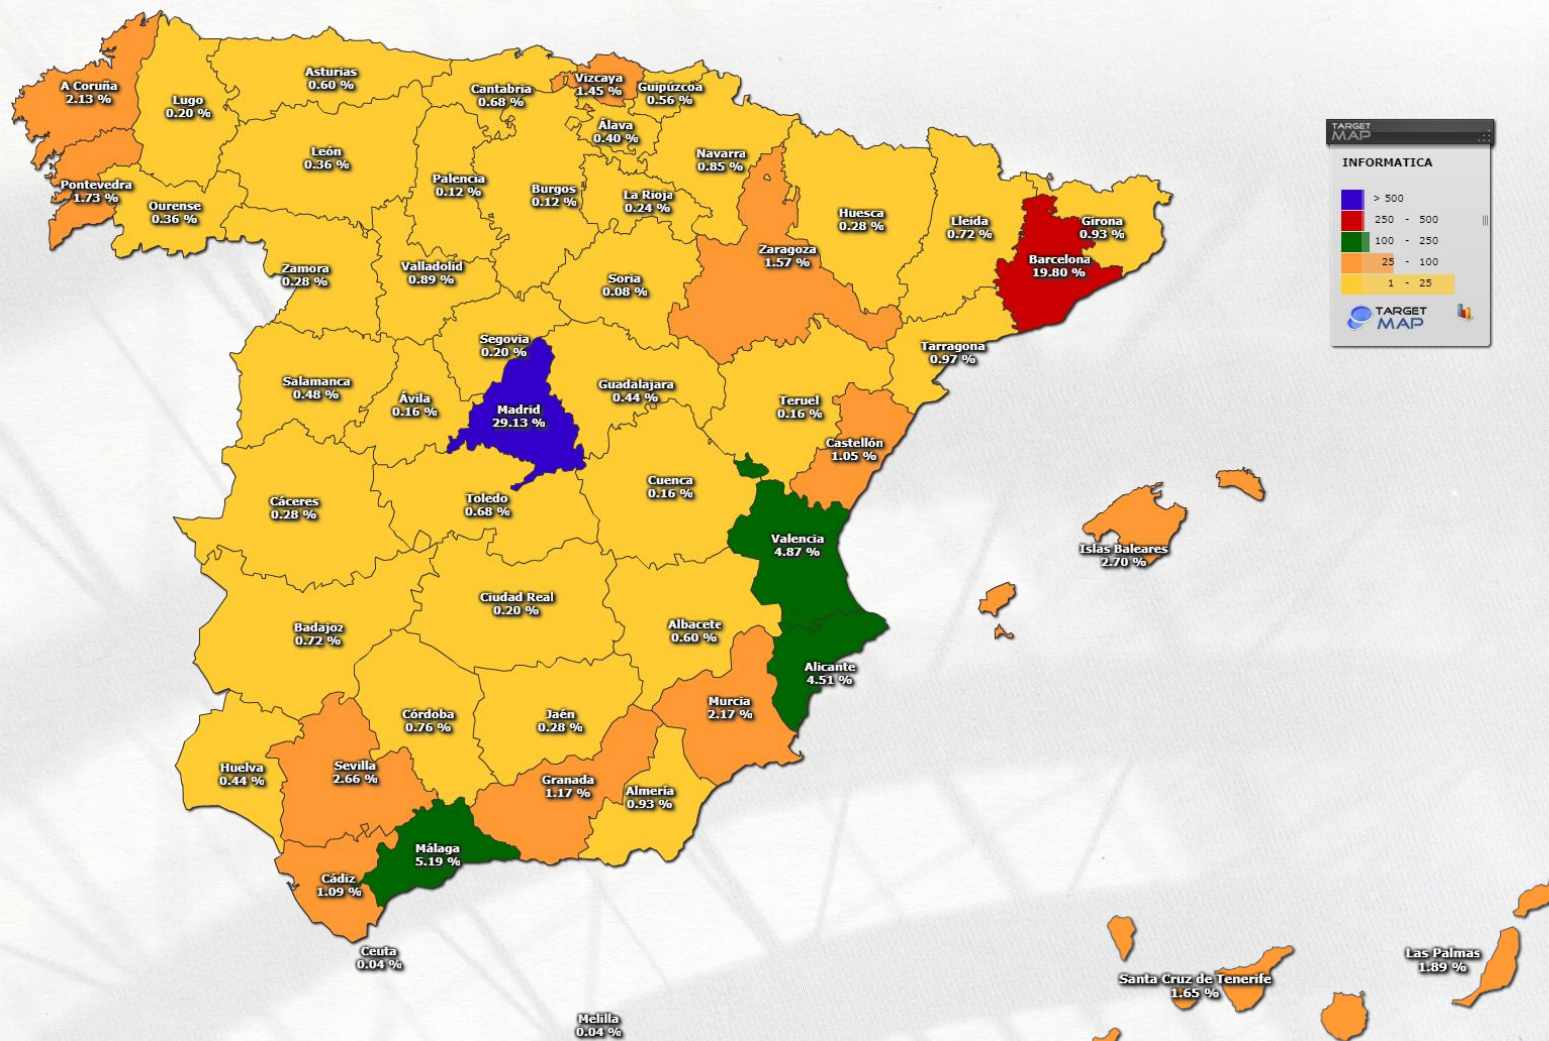 A Coruña
2.13 %
Lugo
0.20 %
Asturias
0.60 %
Cantabria
0.68 %
Vizcaya
1.45 %
Guipúzcoa
0.56 %
Álava
0.40 %
Navarra
0.85 %
León
0.36 %
Palencia
0.12 %
Burgos
0.12 %
La Rioja
0.24 %
Pontevedra
1.73 %
Ourense
0.36 %
Huesca
0.28 %
Lleida
0.72 %
Girona
0.93 %
Barcelona
19.80 %
Zaragoza
1.57 %
Zamora
0.28 %
Valladolid
0.89 %
Soria
0.08 %
Segovia
0.20 %
Tarragona
0.97 %
Salamanca
0.48 %
Ávila
0.16 %
Madrid
29.13 %
Guadalajara
0.44 %
Teruel
0.16 %
Castellón
1.05 %
Cáceres
0.28 %
Toledo
0.68 %
Cuenca
0.16 %
Valencia
4.87 %
Islas Baleares
2.70 %
Badajoz
0.72 %
Ciudad Real
0.20 %
Albacete
0.60 %
Alicante
4.51 %
Murcia
2.17 %
Córdoba
0.76 %
Jaén
0.28 %
Huelva
0.44 %
Sevilla
2.66 %
Granada
1.17 %
Almería
0.93 %
Málaga
5.19 %
Cádiz
1.09 %
Ceuta
0.04 %
Melilla
0.04 %
Santa Cruz de Tenerife
1.65 %
Las Palmas
1.89 %
TARGET
MAP
INFORMATICA
> 500
250 - 500
100 - 250
25 - 100
1 - 25
TARGET
MAP